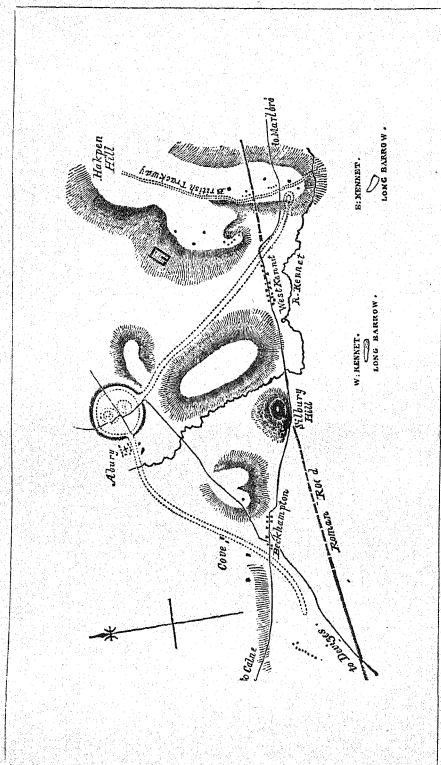 Hakpen
Hill
British Trackway
to Marlbro
E: KENNET.
LONG BARROW.
West Kennet
R. Kennet
W: KENNET.
LONG BARROW.
Abury
Silbury
Hill
Cove
Beckhampton
Roman Road
to Calne
to Devizes.